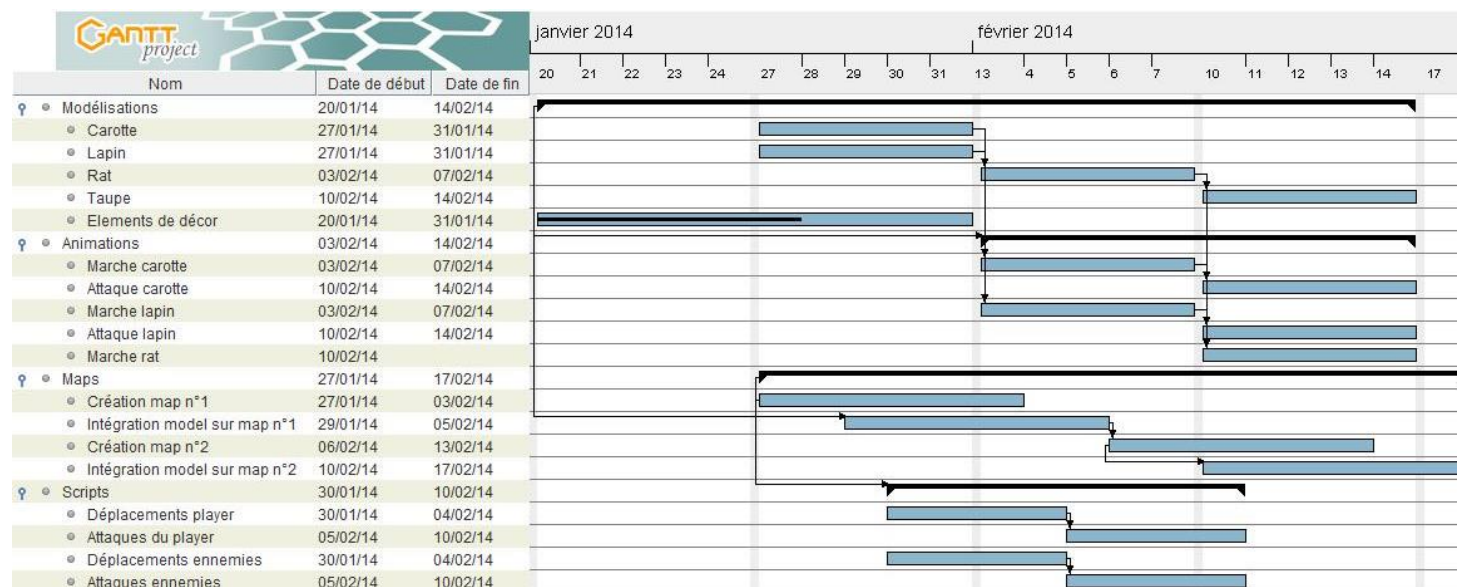 GANTT
project
janvier 2014
février 2014
Nom Date de début Date de fin
20 21 22 23 24 27 28 29 30 31 13 4 5 6 7 10 11 12 13 14 17
Modélisations 20/01/14 14/02/14
Carotte 27/01/14 31/01/14
Lapin 27/01/14 31/01/14
Rat 03/02/14 07/02/14
Taupe 10/02/14 14/02/14
Elements de décor 20/01/14 31/01/14
Animations 03/02/14 14/02/14
Marche carotte 03/02/14 07/02/14
Attaque carotte 10/02/14 14/02/14
Marche lapin 03/02/14 07/02/14
Attaque lapin 10/02/14 14/02/14
Marche rat 10/02/14
Maps 27/01/14 17/02/14
Création map n°1 27/01/14 03/02/14
Intégration model sur map n°1 29/01/14 05/02/14
Création map n°2 06/02/14 13/02/14
Intégration model sur map n°2 10/02/14 17/02/14
Scripts 30/01/14 10/02/14
Déplacements player 30/01/14 04/02/14
Attaques du player 05/02/14 10/02/14
Déplacements ennemies 30/01/14 04/02/14
Attaques ennemies 05/02/14 10/02/14